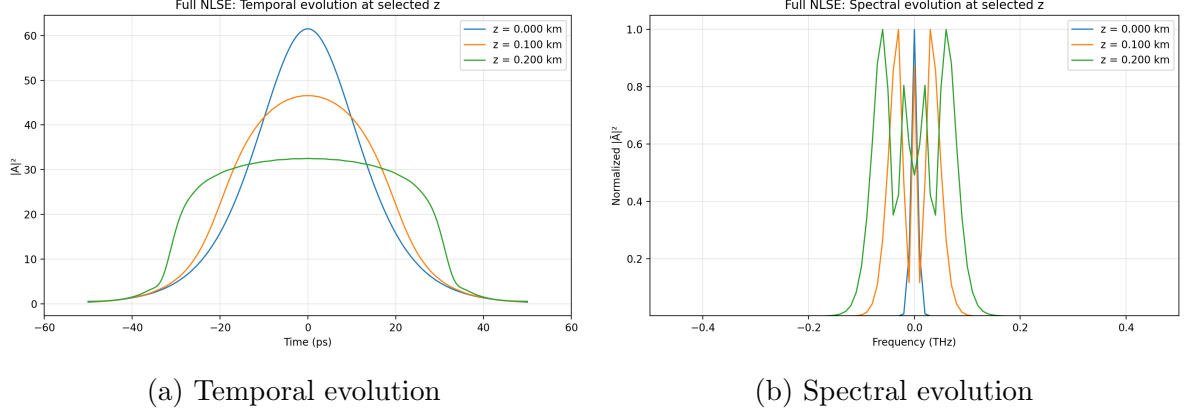 Full NLSE: Temporal evolution at selected z
z = 0.000 km
z = 0.100 km
z = 0.200 km
|A|²
60
50
40
30
20
10
0
−60
−40
−20
0
20
40
60
Time (ps)
(a) Temporal evolution
Full NLSE: Spectral evolution at selected z
z = 0.000 km
z = 0.100 km
z = 0.200 km
Normalized |Ã|²
1.0
0.8
0.6
0.4
0.2
−0.4
−0.2
0.0
0.2
0.4
Frequency (THz)
(b) Spectral evolution